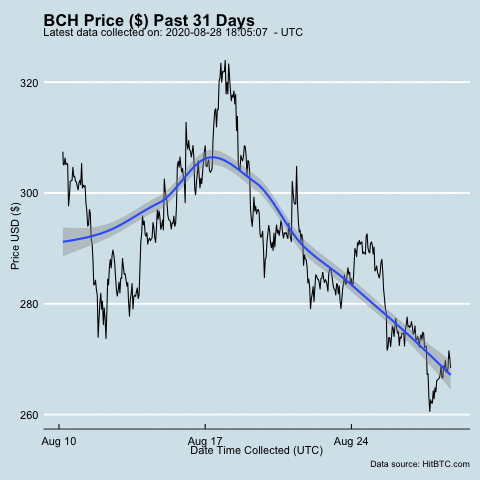 BCH Price ($) Past 31 Days
Latest data collected on: 2020-08-28 18:05:07 - UTC
320
300
280
260
Price USD ($)
Aug 10 Aug 17 Aug 24
Date Time Collected (UTC)
Data source: HitBTC.com